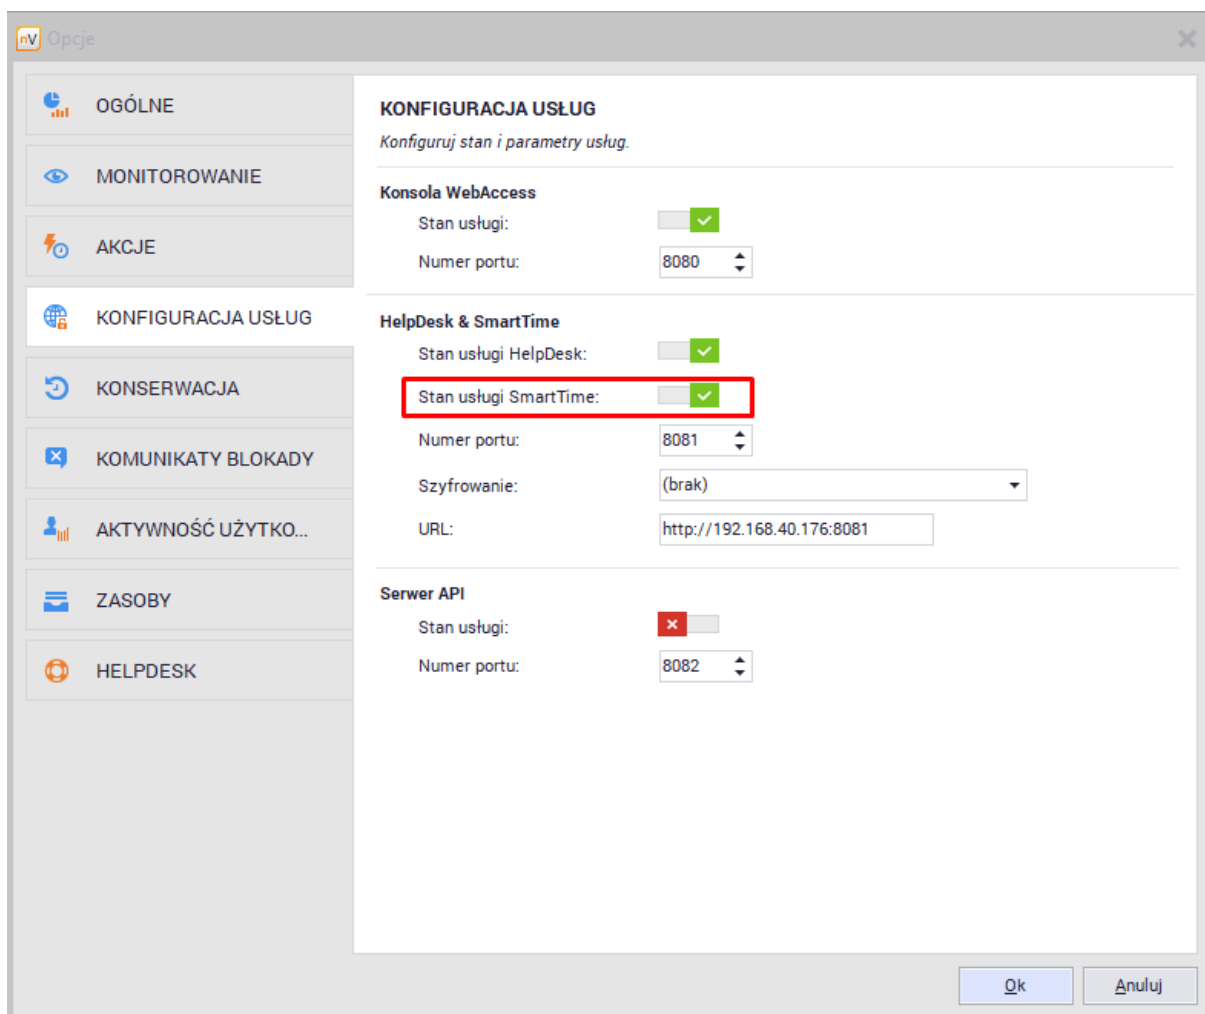 nV Opcje
OGÓLNE
MONITOROWANIE
AKCJE
KONFIGURACJA USŁUG
KONSERWACJA
KOMUNIKATY BLOKADY
AKTYWNOŚĆ UŻYTKO...
ZASOBY
HELPDESK
KONFIGURACJA USŁUG
Konfiguruj stan i parametry usług.
Konsola WebAccess
Stan usługi:
Numer portu: 8080
HelpDesk & SmartTime
Stan usługi HelpDesk:
Stan usługi SmartTime:
Numer portu: 8081
Szyfrowanie: (brak)
URL: http://192.168.40.176:8081
Serwer API
Stan usługi:
Numer portu: 8082
Ok Anuluj